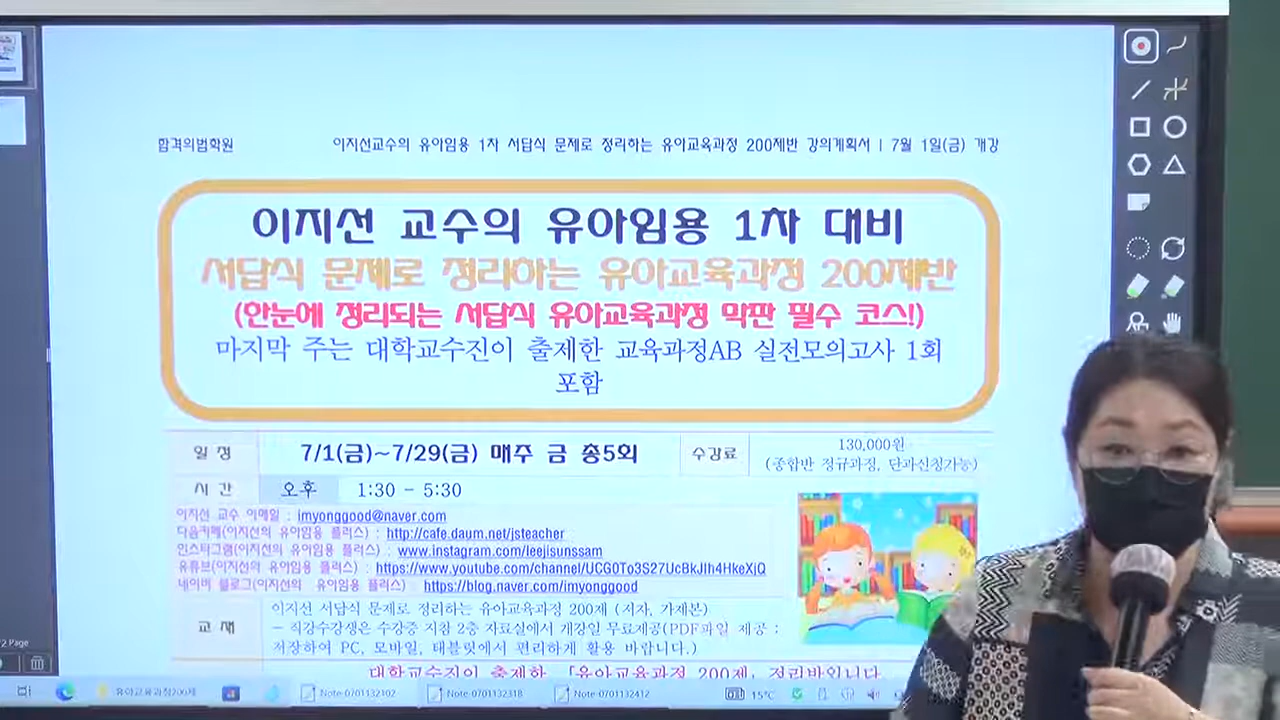 합격의법학원
이지선교수의 유아임용 1차 서답식 문제로 정리하는 유아교육과정 200제반 강의계획서 | 7월 1일(금) 개강
이지선 교수의 유아임용 1차 대비
서답식 문제로 정리하는 유아교육과정 200제반
(한눈에 정리되는 서답식 유아교육과정 막판 필수 코스!)
마지막 주는 대학교수진이 출제한 교육과정AB 실전모의고사 1회
포함
일 정 7/1(금)~7/29(금) 매주 금 총5회 수강료 130,000원
(종합반 정규과정, 단과신청가능)
시 간 오후 1:30 - 5:30
이지선 교수 이메일 : imyonggood@naver.com
다음카페(이지선의 유아임용 플러스) : http://cafe.daum.net/jsteacher
인스타그램(이지선의 유아임용 플러스) : www.instagram.com/leejisunssam
유튜브(이지선의 유아임용 플러스) : https://www.youtube.com/channel/UCG0To3S27UcBkJIh4HkeXjQ
네이버 블로그(이지선의 유아임용 플러스) : https://blog.naver.com/imyonggood
교 재
이지선 서답식 문제로 정리하는 유아교육과정 200제 (저자, 가제본)
- 직강수강생은 수강증 지참 2층 자료실에서 개강일 무료제공(PDF파일 제공 :
저장하여 PC, 모바일, 태블릿에서 편리하게 활용 바랍니다.)
대학교수진이 출제한 「유아교육과정 200제」 정리반입니다
2 Page
유아교육과정200제
Note-0701132102
Note-0701132318
Note-0701132412
15℃